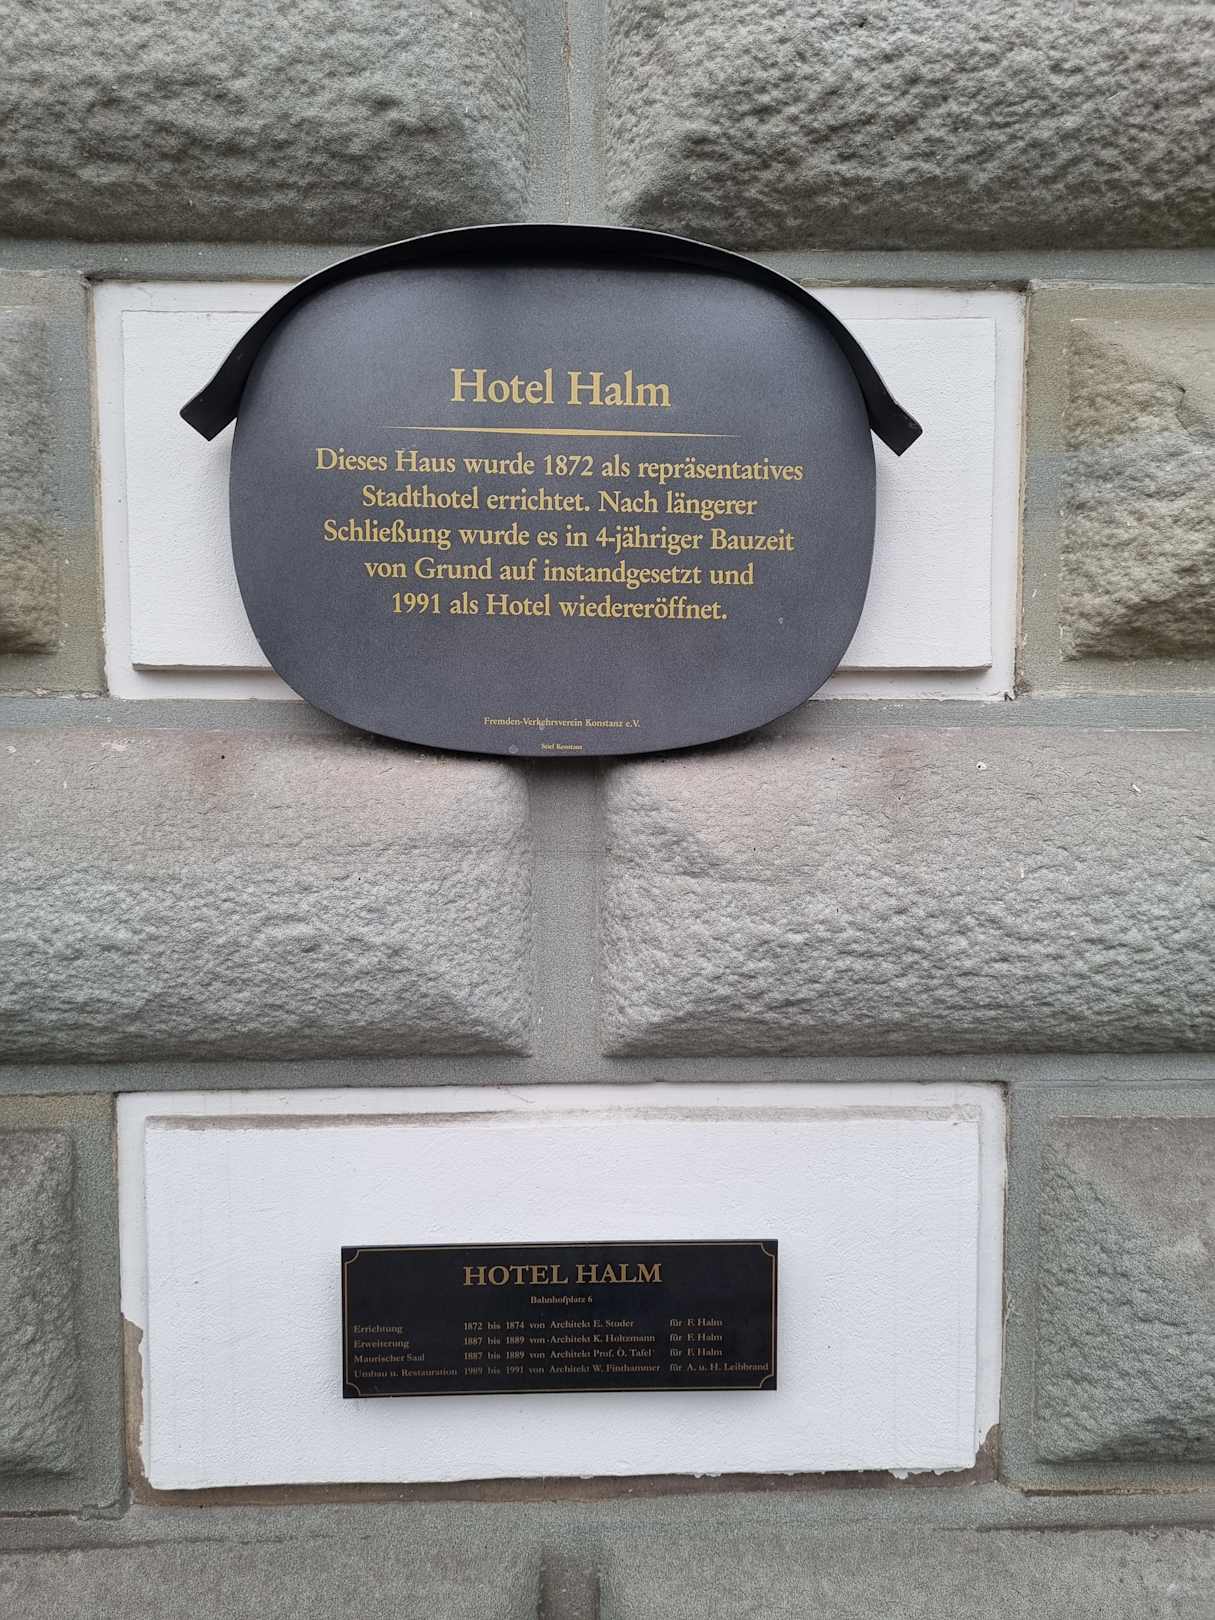 Hotel Halm
Dieses Haus wurde 1872 als repräsentatives
Stadthotel errichtet. Nach längerer
Schließung wurde es in 4-jähriger Bauzeit
von Grund auf instandgesetzt und
1991 als Hotel wiedereröffnet.
Fremden-Verkehrsverein Konstanz e.V.
Stief Konstanz
HOTEL HALM
Bahnhofplatz 6
Errichtung 1872 bis 1874 von Architekt E. Studer für F. Halm
Erweiterung 1887 bis 1889 von Architekt K. Holtzmann für F. Halm
Maurischer Saal 1887 bis 1889 von Architekt Prof. O. Tafel für F. Halm
Umbau u. Restauration 1989 bis 1991 von Architekt W. Finthammer für A. u. H. Leibbrand